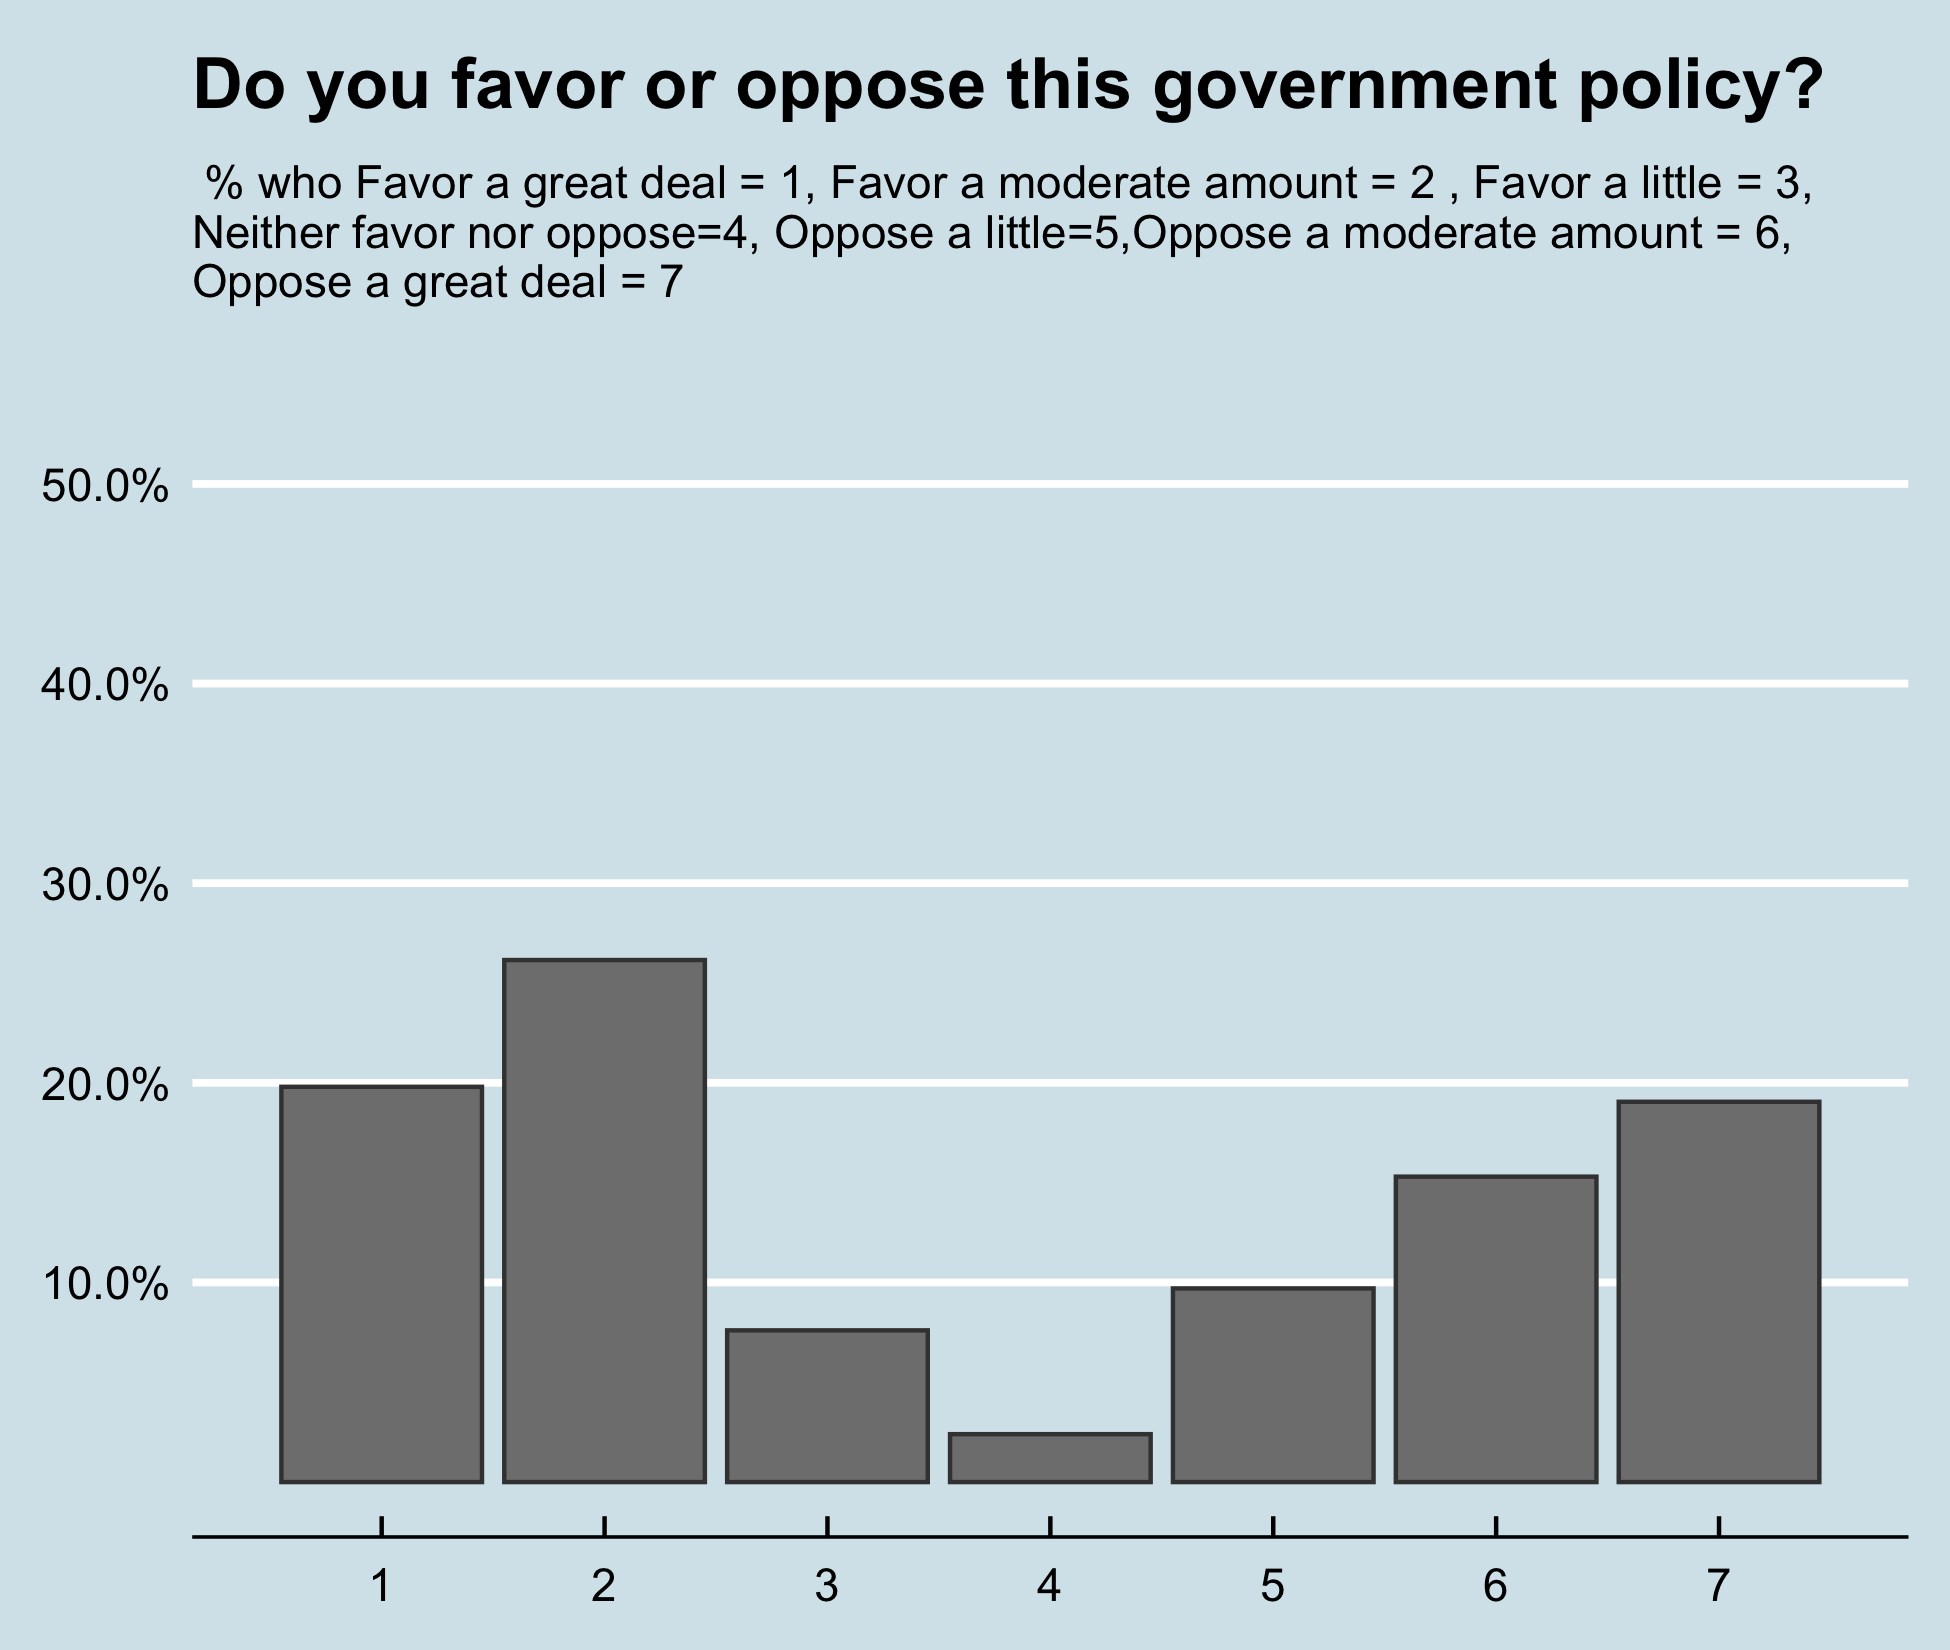 Do you favor or oppose this government policy?
% who Favor a great deal = 1, Favor a moderate amount = 2 , Favor a little = 3,
Neither favor nor oppose=4, Oppose a little=5,Oppose a moderate amount = 6,
Oppose a great deal = 7
50.0%
40.0%
30.0%
20.0%
10.0%
1 2 3 4 5 6 7